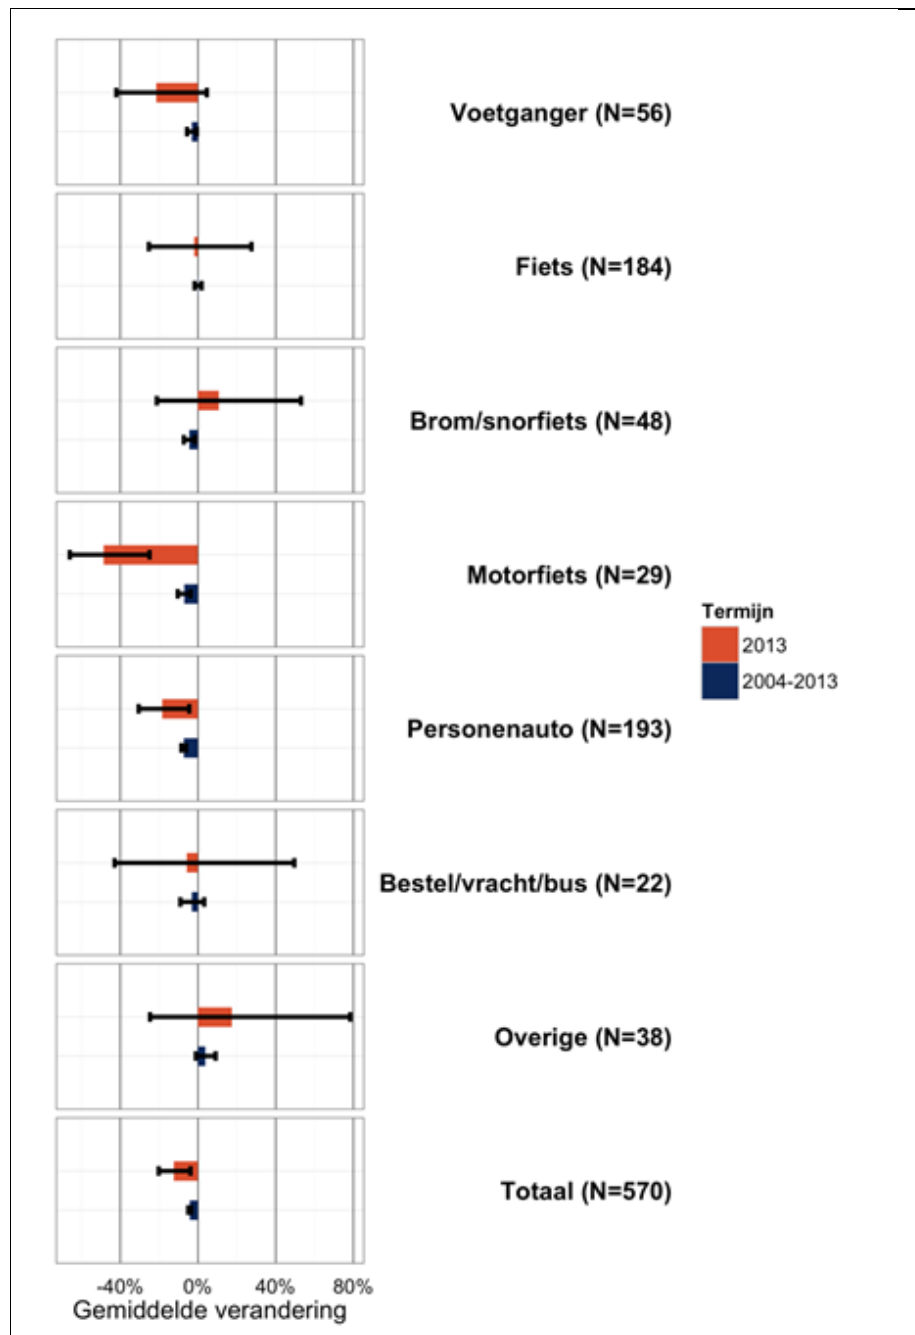 Voetganger (N=56)
Fiets (N=184)
Brom/snorfiets (N=48)
Motorfiets (N=29)
Termijn
2013
2004-2013
Personenauto (N=193)
Bestel/vracht/bus (N=22)
Overige (N=38)
Totaal (N=570)
-40% 0% 40% 80%
Gemiddelde verandering